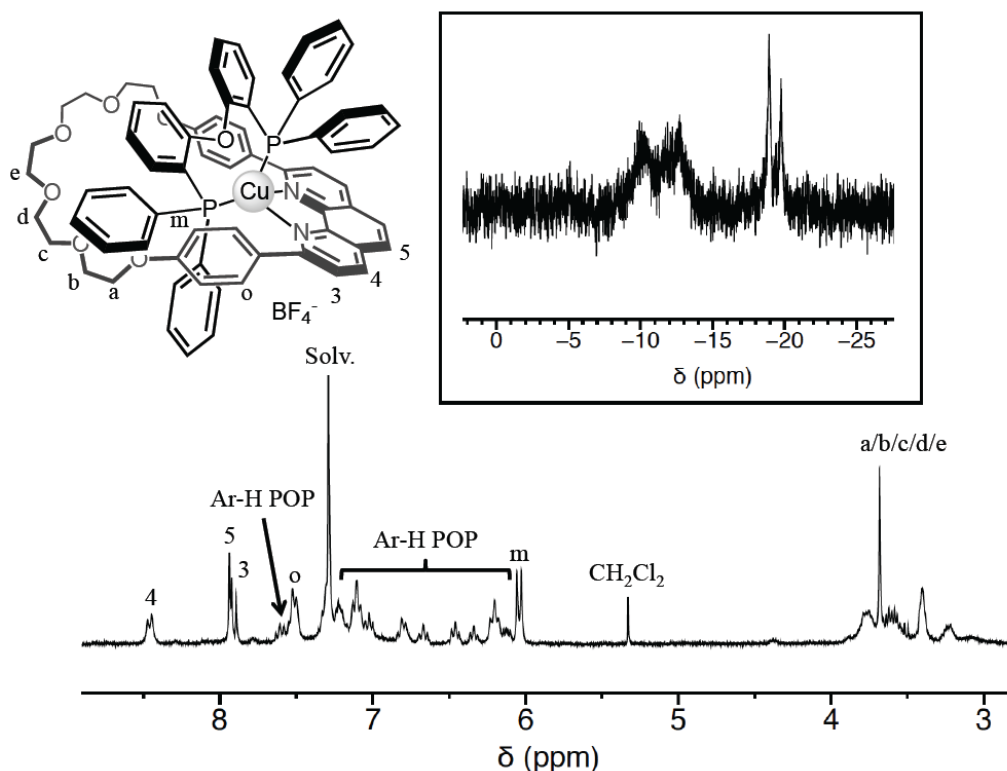 O
O
O
O
O
O
O
P
P
Cu
N
N
m
e
d
c
b
a
o
3
4
5
BF₄⁻
0
−5
−10
−15
−20
−25
δ (ppm)
Solv.
a/b/c/d/e
Ar-H POP
Ar-H POP
5
3
4
o
m
CH₂Cl₂
8
7
6
5
4
3
δ (ppm)